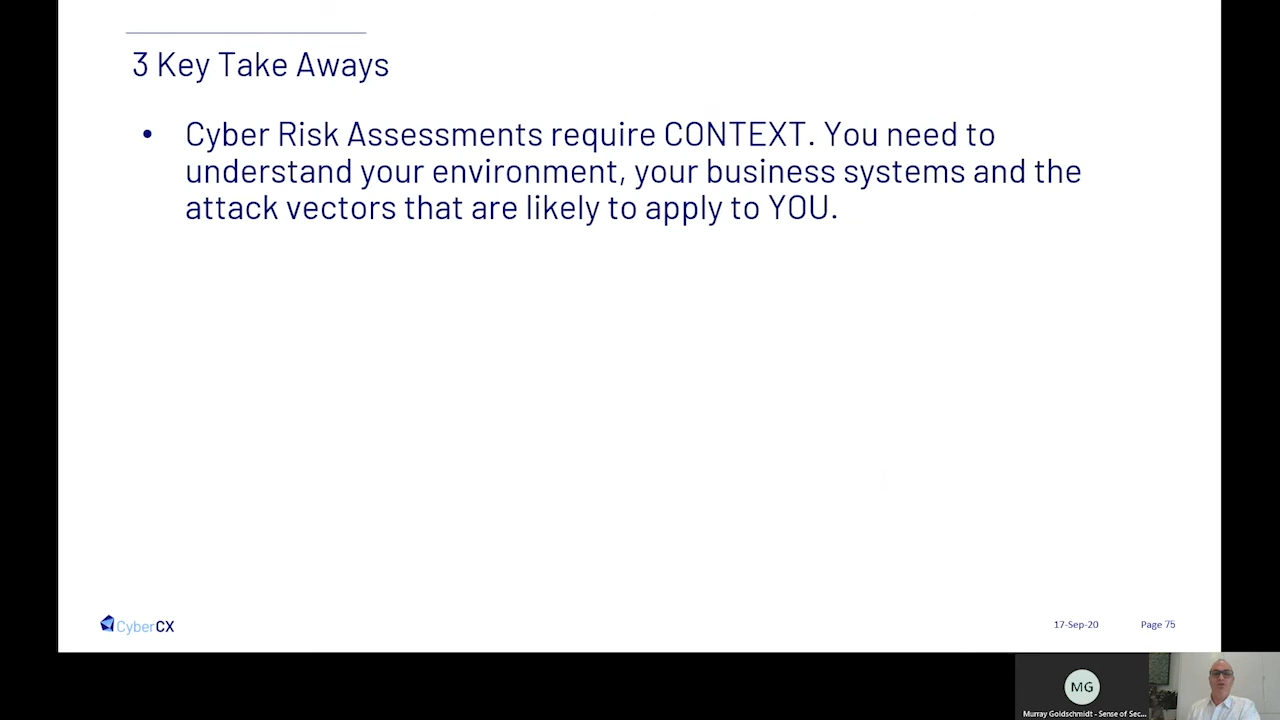 3 Key Take Aways
• Cyber Risk Assessments require CONTEXT. You need to
understand your environment, your business systems and the
attack vectors that are likely to apply to YOU.
CyberCX
17-Sep-20
Page 75
MG
Murray Goldschmidt - Sense of Sec...